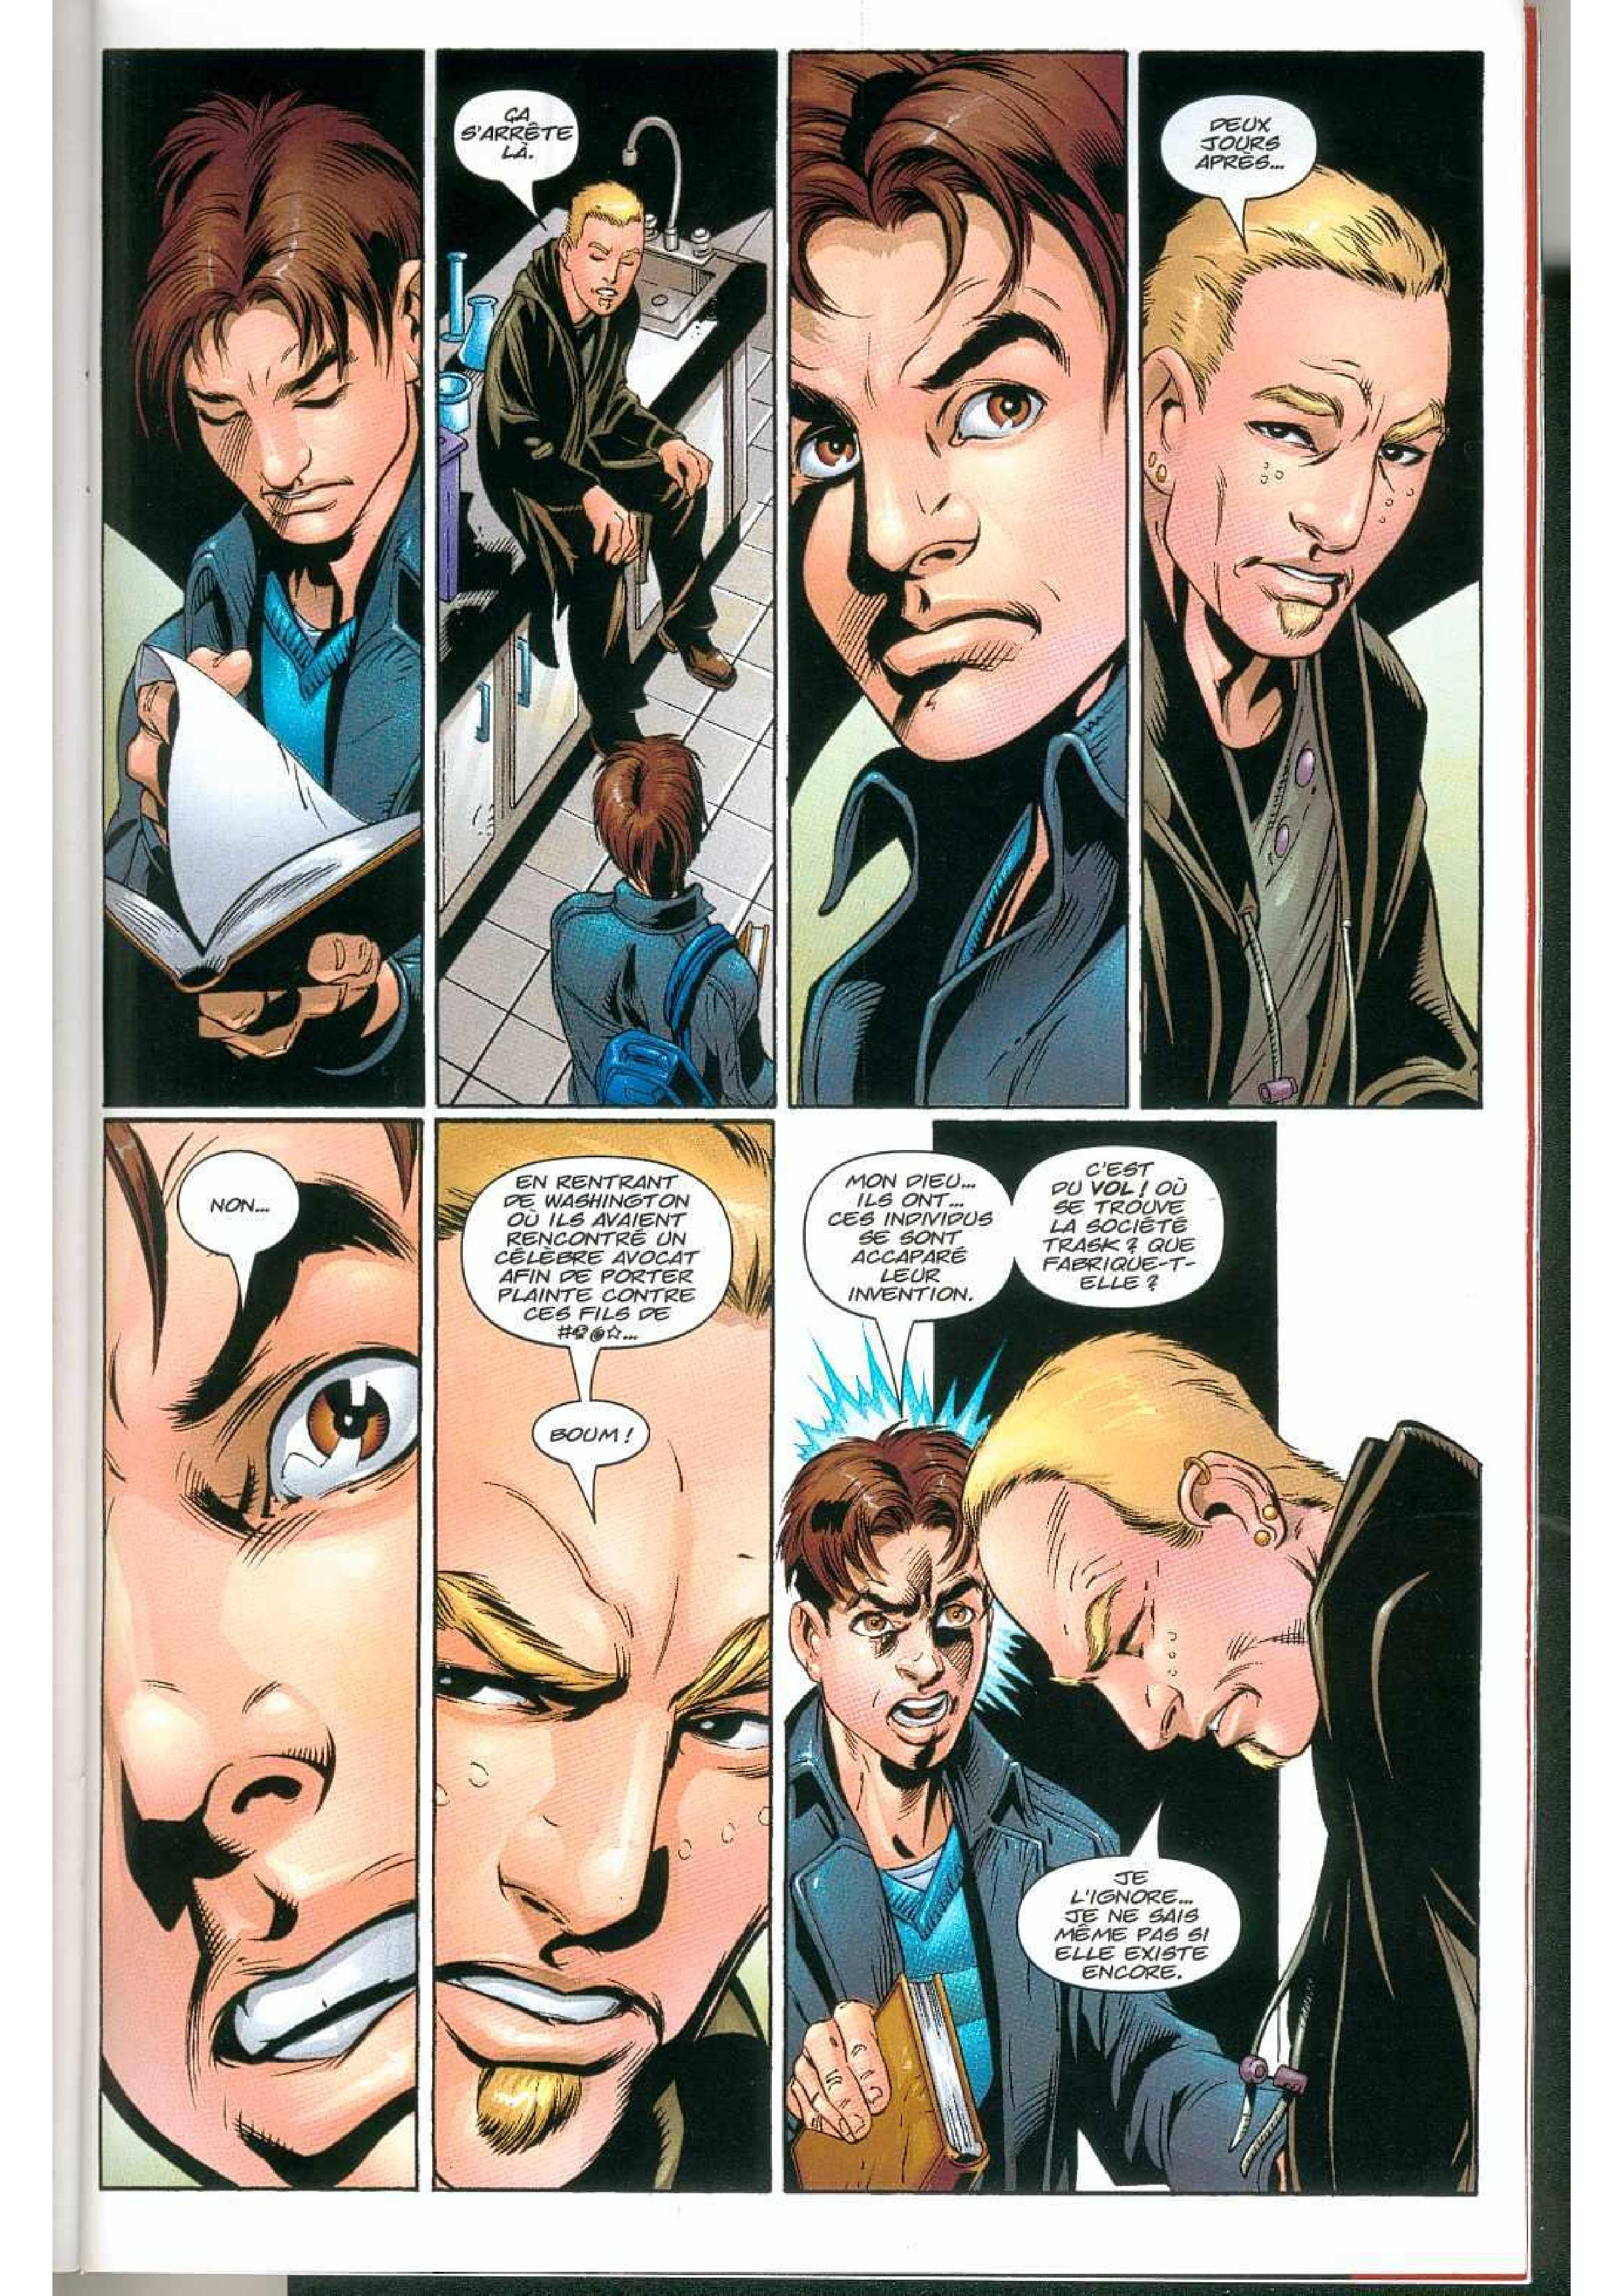 ÇA
S'ARRÊTE
LÀ.
DEUX
JOURS
APRÈS...
NON...
EN RENTRANT
DE WASHINGTON
OÙ ILS AVAIENT
RENCONTRÉ UN
CÉLÈBRE AVOCAT
AFIN DE PORTER
PLAINTE CONTRE
CES FILS DE
#@☆...
BOUM !
MON DIEU...
ILS ONT...
CES INDIVIDUS
SE SONT
ACCAPARÉ
LEUR
INVENTION.
C'EST
DU VOL ! OÙ
SE TROUVE
LA SOCIÉTÉ
TRASK ? QUE
FABRIQUE-T-
ELLE ?
JE
L'IGNORE...
JE NE SAIS
MÊME PAS SI
ELLE EXISTE
ENCORE.